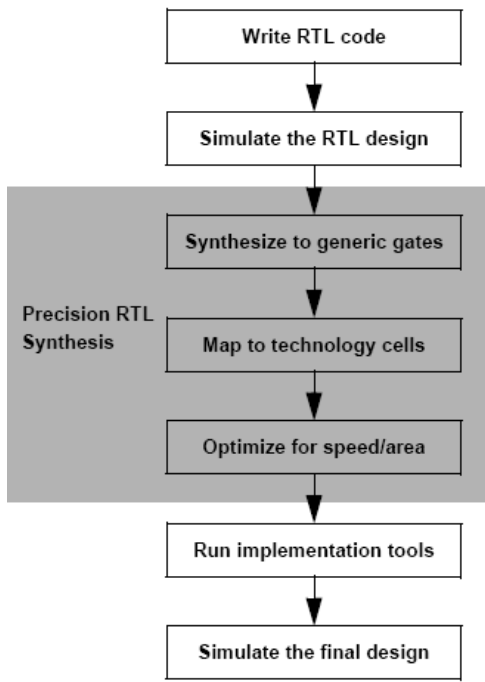 Write RTL code
Simulate the RTL design
Synthesize to generic gates
Precision RTL
Synthesis
Map to technology cells
Optimize for speed/area
Run implementation tools
Simulate the final design